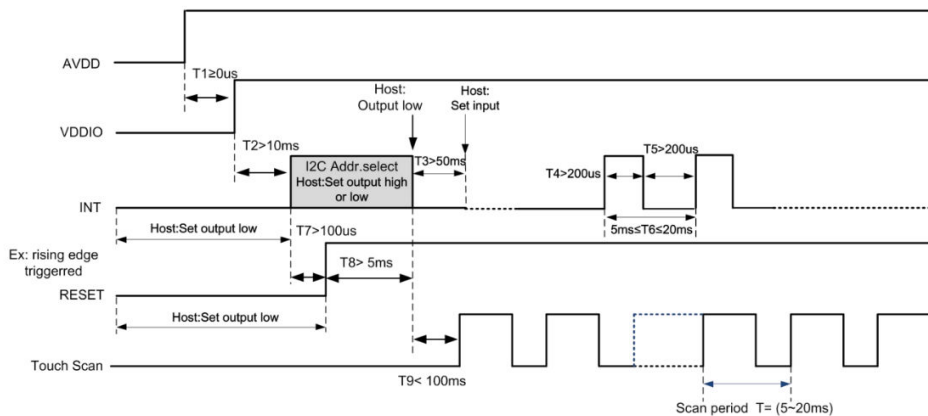 AVDD
T1≥0us
Host:
Output low
Host:
Set input
VDDIO
T2>10ms
I2C Addr.select
Host:Set output high
or low
T3>50ms
T5>200us
T4>200us
INT
Host:Set output low
T7>100us
5ms≤T6≤20ms
Ex: rising edge
triggerred
T8> 5ms
RESET
Host:Set output low
Touch Scan
T9< 100ms
Scan period T= (5~20ms)